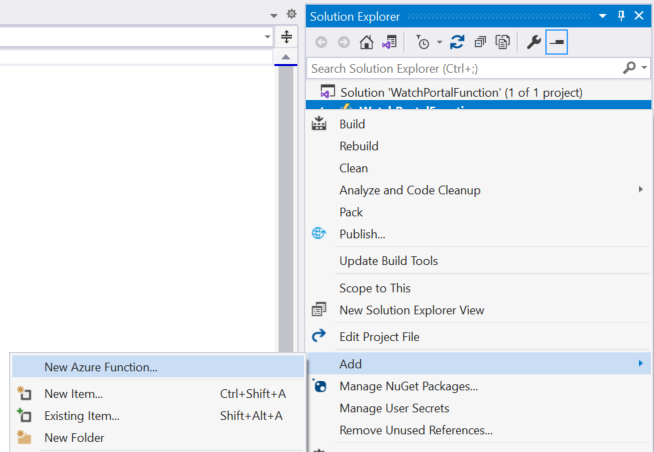 Solution Explorer
Search Solution Explorer (Ctrl+;)
Solution 'WatchPortalFunction' (1 of 1 project)
WatchPortalFunction
Build
Rebuild
Clean
Analyze and Code Cleanup
Pack
Publish...
Update Build Tools
Scope to This
New Solution Explorer View
Edit Project File
Add
New Azure Function...
New Item... Ctrl+Shift+A
Existing Item... Shift+Alt+A
New Folder
Manage NuGet Packages...
Manage User Secrets
Remove Unused References...